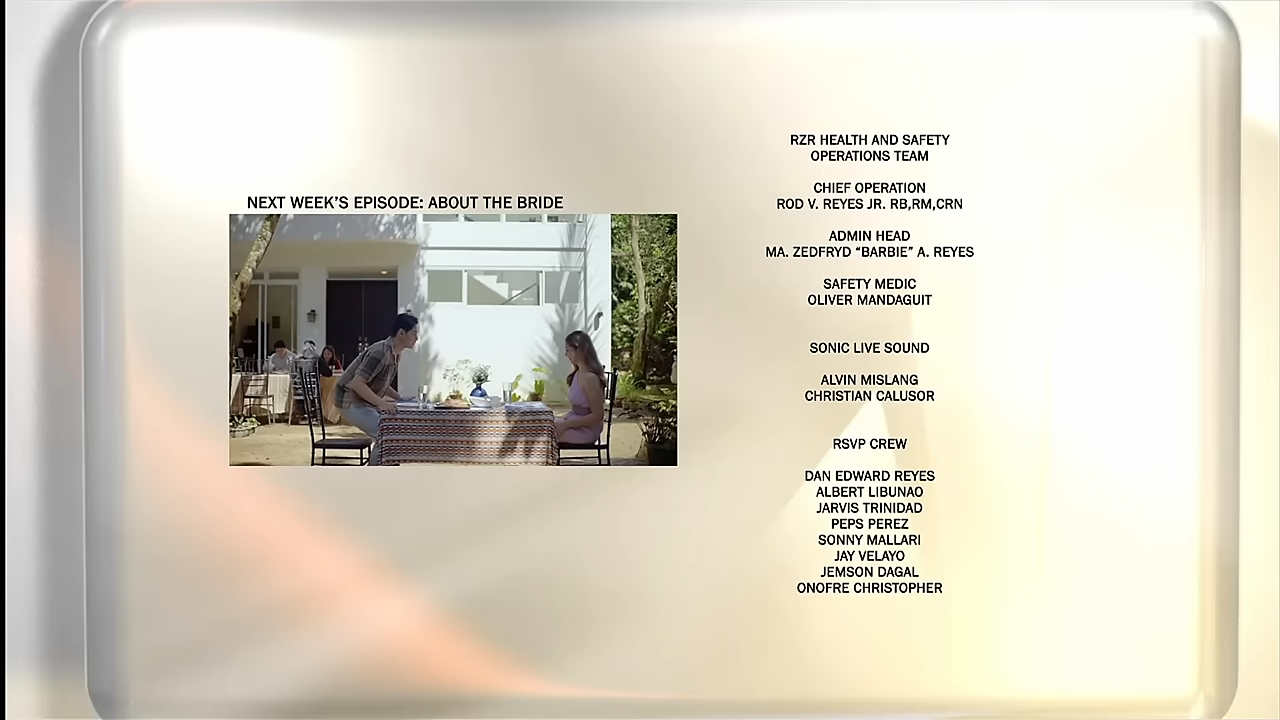 NEXT WEEK'S EPISODE: ABOUT THE BRIDE
RZR HEALTH AND SAFETY
OPERATIONS TEAM
CHIEF OPERATION
ROD V. REYES JR. RB,RM,CRN
ADMIN HEAD
MA. ZEDFRYD “BARBIE” A. REYES
SAFETY MEDIC
OLIVER MANDAGUIT
SONIC LIVE SOUND
ALVIN MISLANG
CHRISTIAN CALUSOR
RSVP CREW
DAN EDWARD REYES
ALBERT LIBUNAO
JARVIS TRINIDAD
PEPS PEREZ
SONNY MALLARI
JAY VELAYO
JEMSON DAGAL
ONOFRE CHRISTOPHER